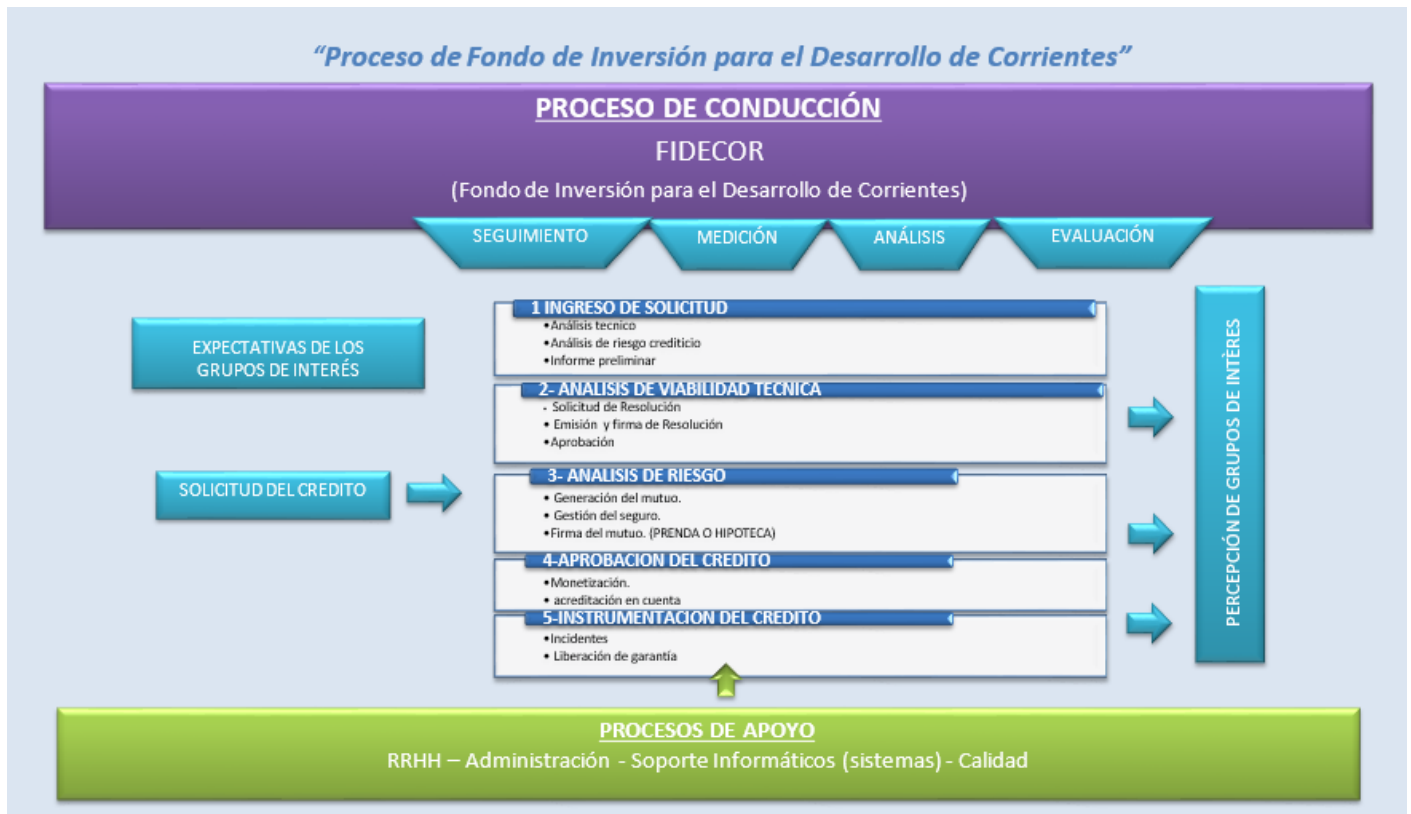 “Proceso de Fondo de Inversión para el Desarrollo de Corrientes”
PROCESO DE CONDUCCIÓN
FIDECOR
(Fondo de Inversión para el Desarrollo de Corrientes)
SEGUIMIENTO
MEDICIÓN
ANÁLISIS
EVALUACIÓN
EXPECTATIVAS DE LOS
GRUPOS DE INTERÉS
SOLICITUD DEL CREDITO
1 INGRESO DE SOLICITUD
•Análisis tecnico
•Análisis de riesgo crediticio
•Informe preliminar
2- ANALISIS DE VIABILIDAD TECNICA
- Solicitud de Resolución
• Emisión y firma de Resolución
•Aprobación
3- ANALISIS DE RIESGO
• Generación del mutuo.
• Gestión del seguro.
•Firma del mutuo. (PRENDA O HIPOTECA)
4-APROBACION DEL CREDITO
•Monetización.
• acreditación en cuenta
5-INSTRUMENTACION DEL CREDITO
•Incidentes
• Liberación de garantía
PERCEPCIÓN DE GRUPOS DE INTÈRES
PROCESOS DE APOYO
RRHH – Administración - Soporte Informáticos (sistemas) - Calidad